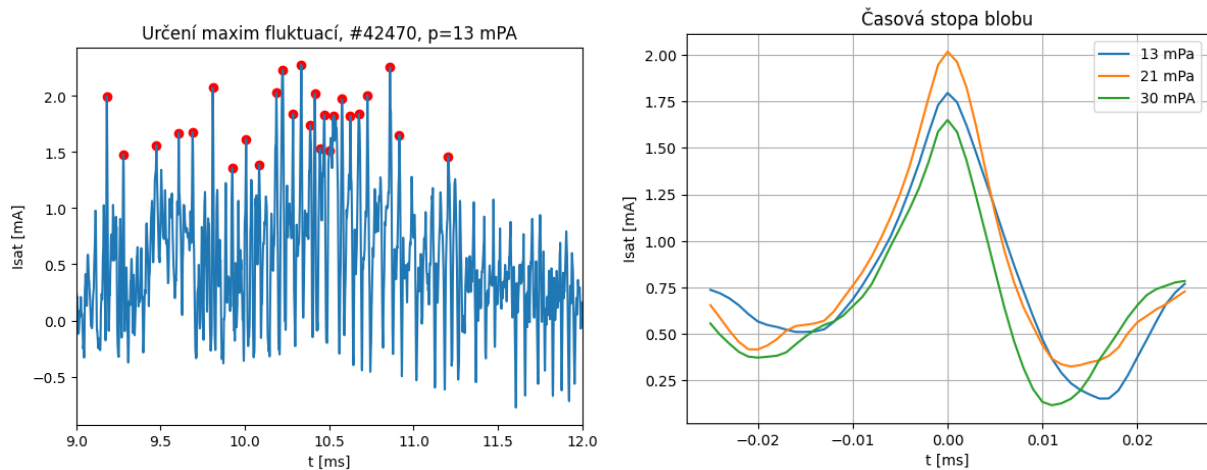 Určení maxim fluktuací, #42470, p=13 mPA
2.0
1.5
1.0
0.5
0.0
−0.5
Isat [mA]
9.0 9.5 10.0 10.5 11.0 11.5 12.0
t [ms]
Časová stopa blobu
13 mPa
21 mPa
30 mPA
2.00
1.75
1.50
1.25
1.00
0.75
0.50
0.25
Isat [mA]
−0.02 −0.01 0.00 0.01 0.02
t [ms]